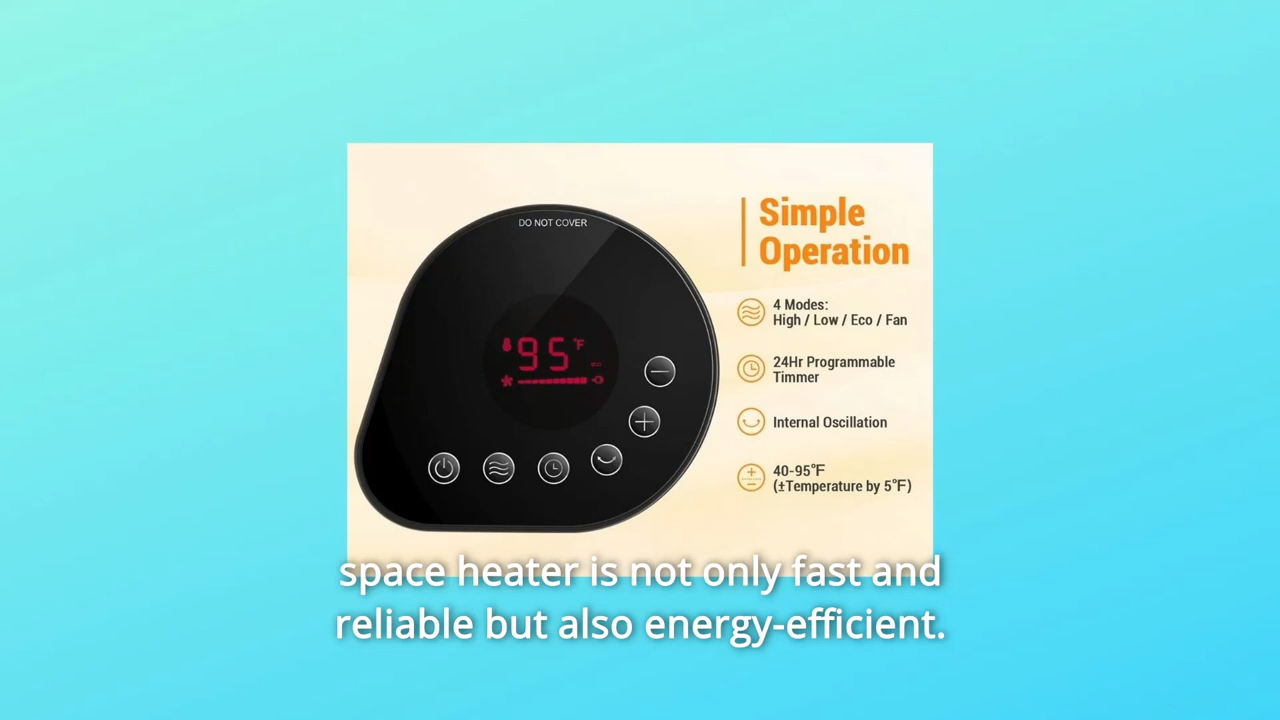 DO NOT COVER
95°F
Simple
Operation
4 Modes:
High / Low / Eco / Fan
24Hr Programmable
Timmer
Internal Oscillation
40-95℉
(±Temperature by 5℉)
space heater is not only fast and
reliable but also energy-efficient.